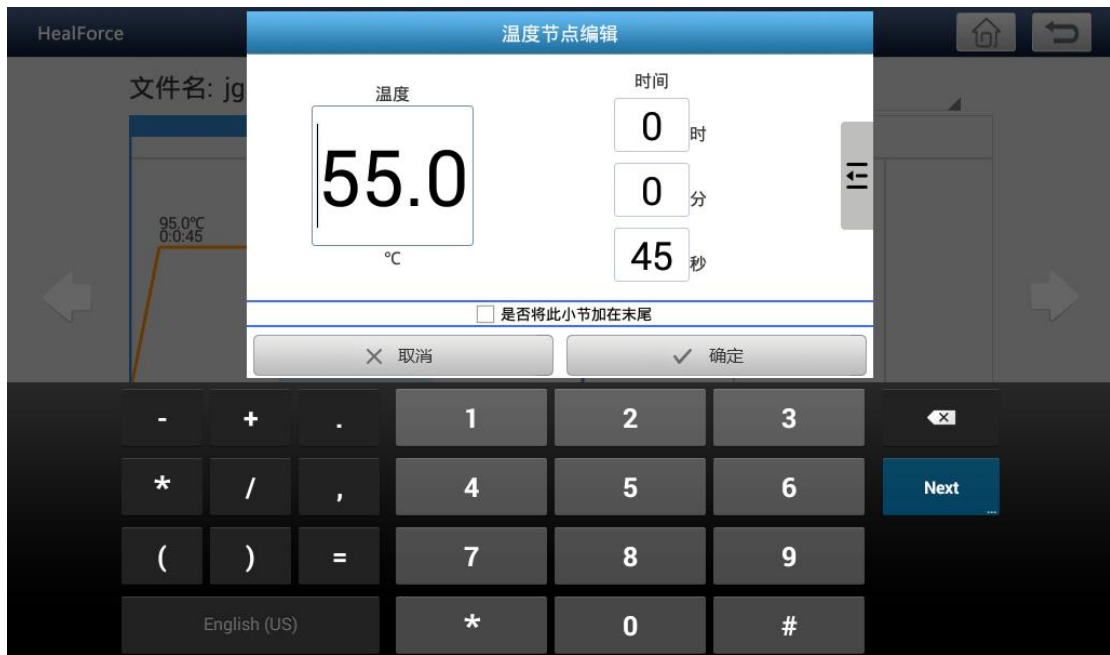 HealForce
温度节点编辑
文件名: jg
温度
时间
55.0
℃
0 时
0 分
45 秒
95.0℃
0:0:45
是否将此小节加在末尾
取消
确定
- + . 1 2 3
* / , 4 5 6 Next
( ) = 7 8 9
English (US) * 0 #